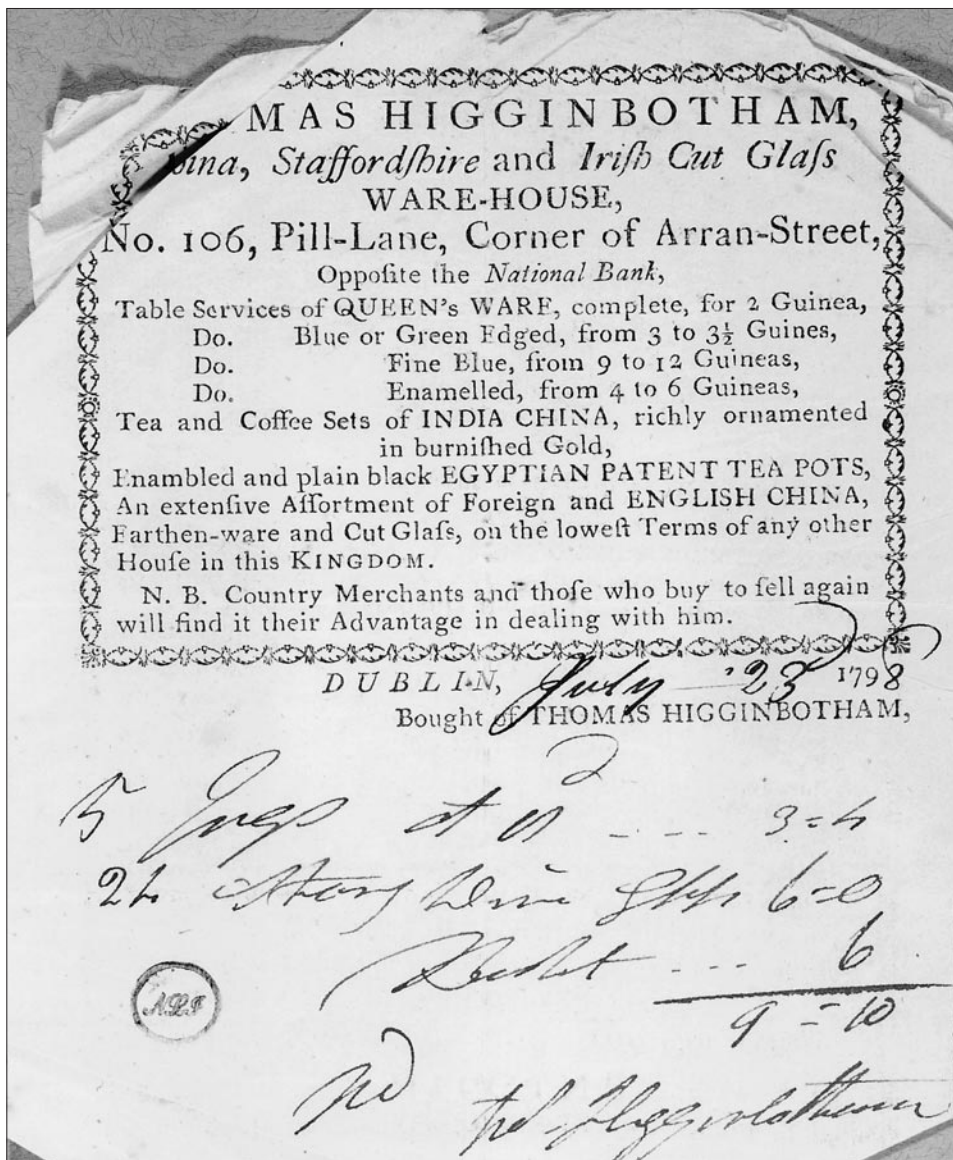 MAS HIGGINBOTHAM,
ina, Staffordſhire and Iriſh Cut Glaſs
WARE-HOUSE,
No. 106, Pill-Lane, Corner of Arran-Street,
Oppoſite the National Bank,
Table Services of QUEEN's WARE, complete, for 2 Guinea,
Do. Blue or Green Edged, from 3 to 3½ Guines,
Do. Fine Blue, from 9 to 12 Guineas,
Do. Enamelled, from 4 to 6 Guineas,
Tea and Coffee Sets of INDIA CHINA, richly ornamented
in burniſhed Gold,
Enambled and plain black EGYPTIAN PATENT TEA POTS,
An extenſive Aſſortment of Foreign and ENGLISH CHINA,
Earthen-ware and Cut Glaſs, on the loweſt Terms of any other
Houſe in this KINGDOM.
N. B. Country Merchants and thoſe who buy to ſell again
will find it their Advantage in dealing with him.
DUBLIN, July 23 1798
Bought of THOMAS HIGGINBOTHAM,
5 Jugs at
24 Strong Wine 6=0
6
9=10
Higginbotham